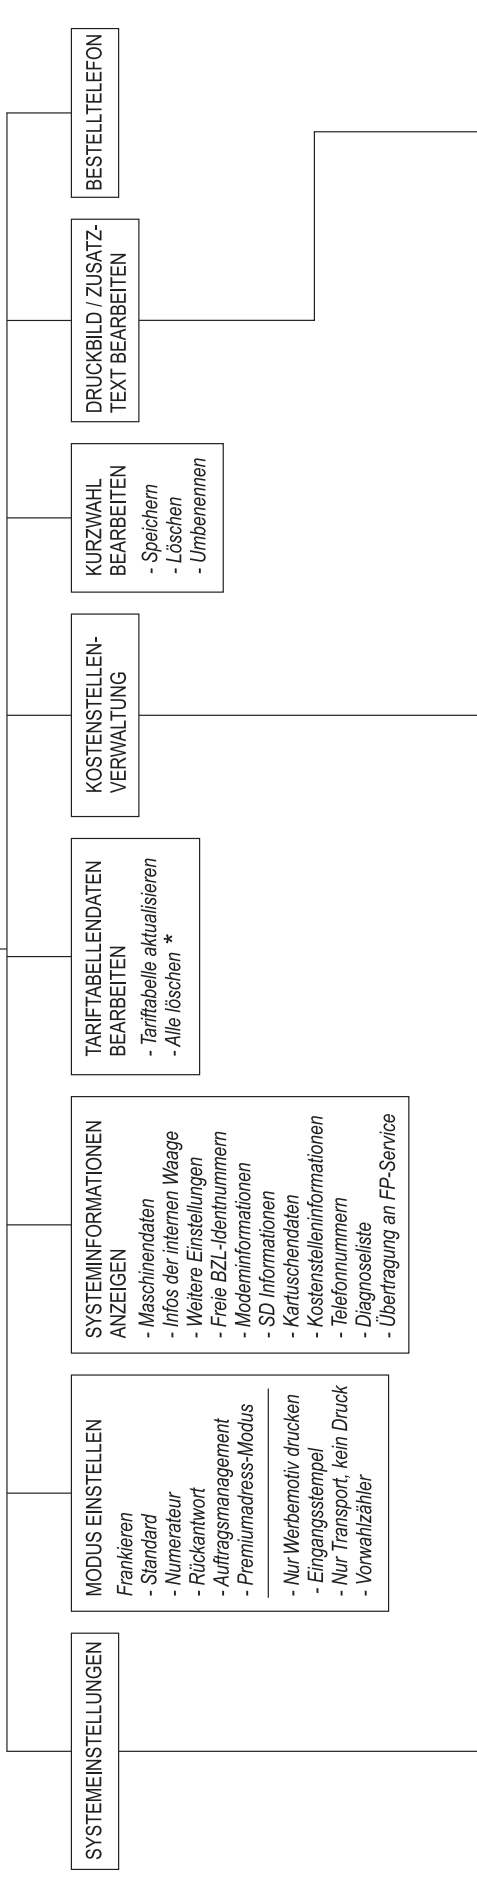 SYSTEMEINSTELLUNGEN
MODUS EINSTELLEN
Frankieren
- Standard
- Numerateur
- Rückantwort
- Auftragsmanagement
- Premiumadress-Modus
- Nur Werbemotiv drucken
- Eingangsstempel
- Nur Transport, kein Druck
- Vorwahlzähler
SYSTEMINFORMATIONEN
ANZEIGEN
- Maschinendaten
- Infos der internen Waage
- Weitere Einstellungen
- Freie BZL-Identnummern
- Modeminformationen
- SD Informationen
- Kartuschendaten
- Kostenstelleninformationen
- Telefonnummern
- Diagnoseliste
- Übertragung an FP-Service
TARIFTABELLENDATEN
BEARBEITEN
- Tariftabelle aktualisieren
- Alle löschen *
KOSTENSTELLEN-
VERWALTUNG
KURZWAHL
BEARBEITEN
- Speichern
- Löschen
- Umbenennen
DRUCKBILD / ZUSATZ-
TEXT BEARBEITEN
BESTELLTELEFON